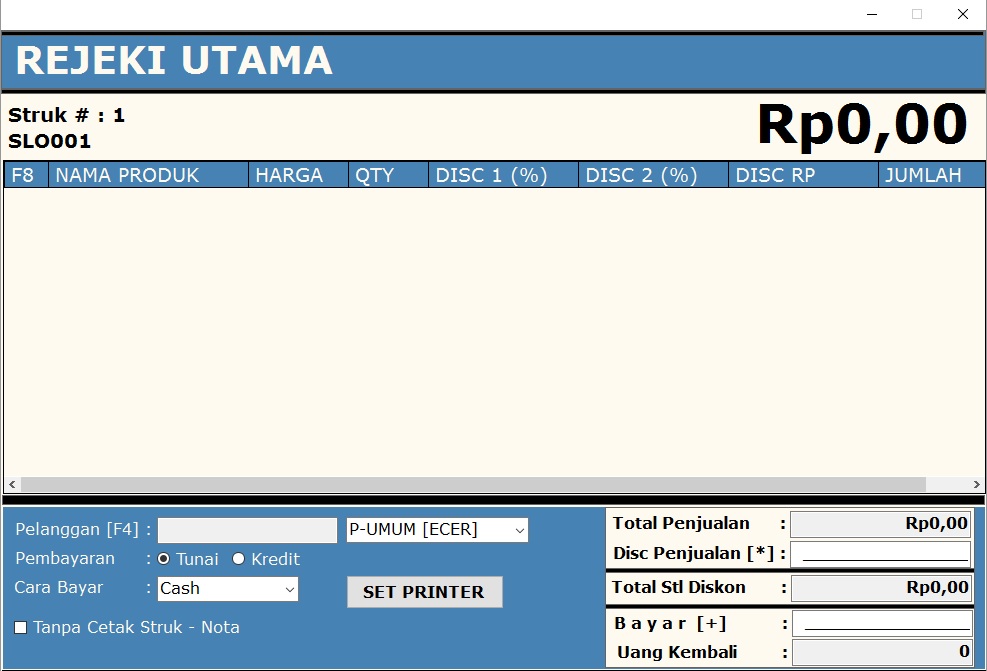 REJEKI UTAMA
Struk # : 1
SLO001
Rp0,00
F8 NAMA PRODUK HARGA QTY DISC 1 (%) DISC 2 (%) DISC RP JUMLAH
Pelanggan [F4] : P-UMUM [ECER]
Pembayaran : Tunai Kredit
Cara Bayar : Cash
SET PRINTER
Tanpa Cetak Struk - Nota
Total Penjualan : Rp0,00
Disc Penjualan [*] :
Total Stl Diskon : Rp0,00
B a y a r [+] :
Uang Kembali : 0